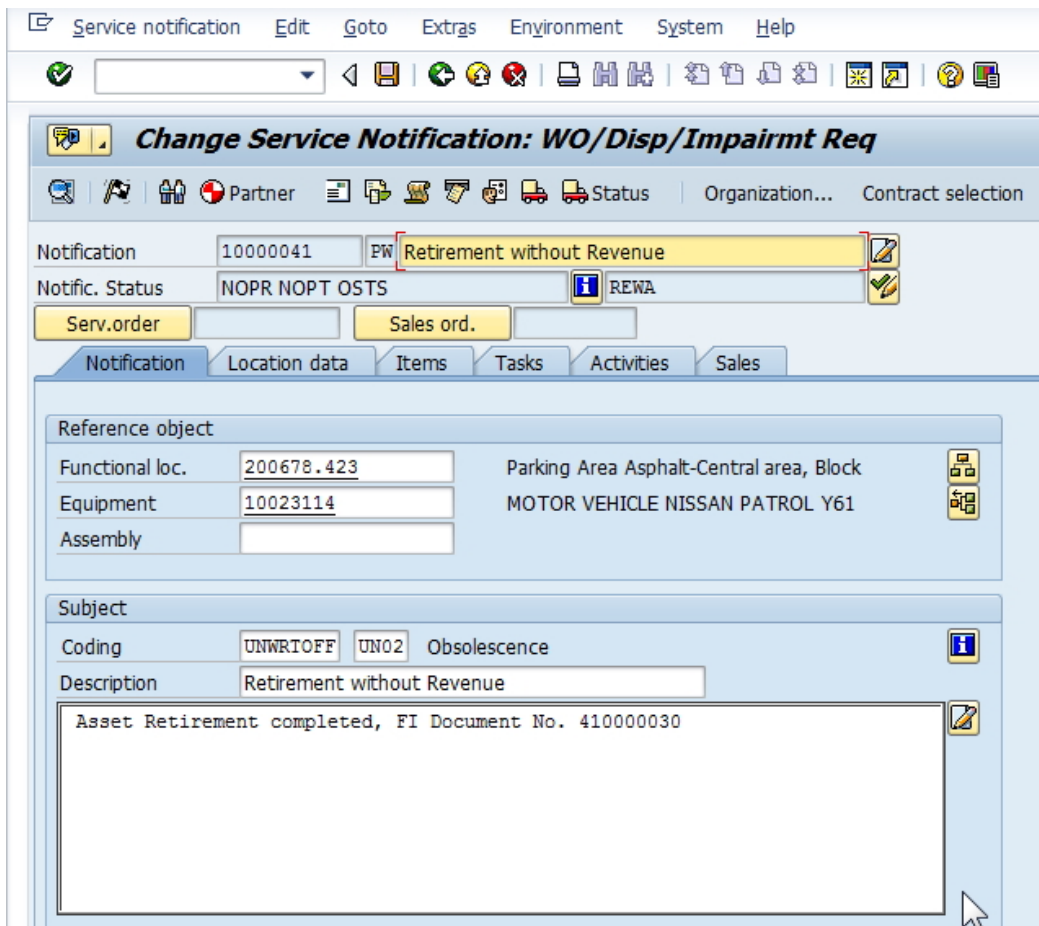 Service notification Edit Goto Extras Environment System Help
Change Service Notification: WO/Disp/Impairmt Req
Partner Status Organization... Contract selection
Notification 10000041 PW Retirement without Revenue
Notific. Status NOPR NOPT OSTS REWA
Serv.order Sales ord.
Notification Location data Items Tasks Activities Sales
Reference object
Functional loc. 200678.423 Parking Area Asphalt-Central area, Block
Equipment 10023114 MOTOR VEHICLE NISSAN PATROL Y61
Assembly
Subject
Coding UNWRTOFF UN02 Obsolescence
Description Retirement without Revenue
Asset Retirement completed, FI Document No. 410000030